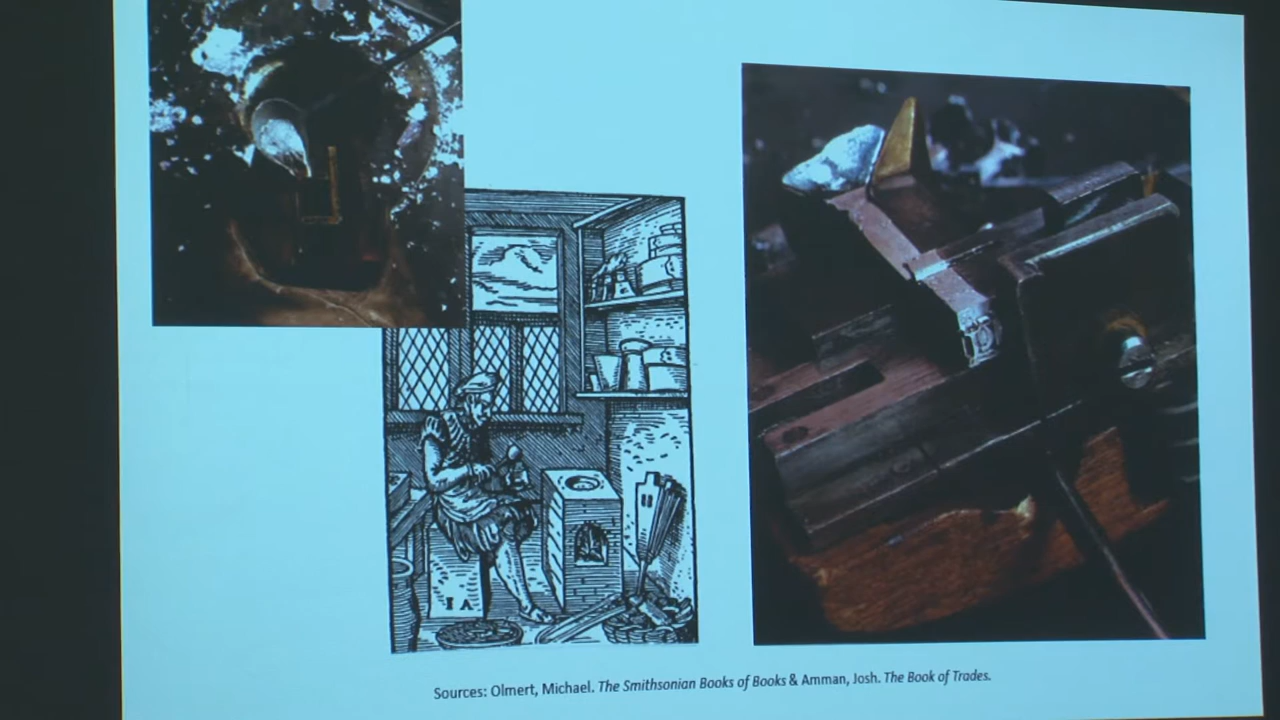 I A
Sources: Olmert, Michael. The Smithsonian Books of Books & Amman, Josh. The Book of Trades.